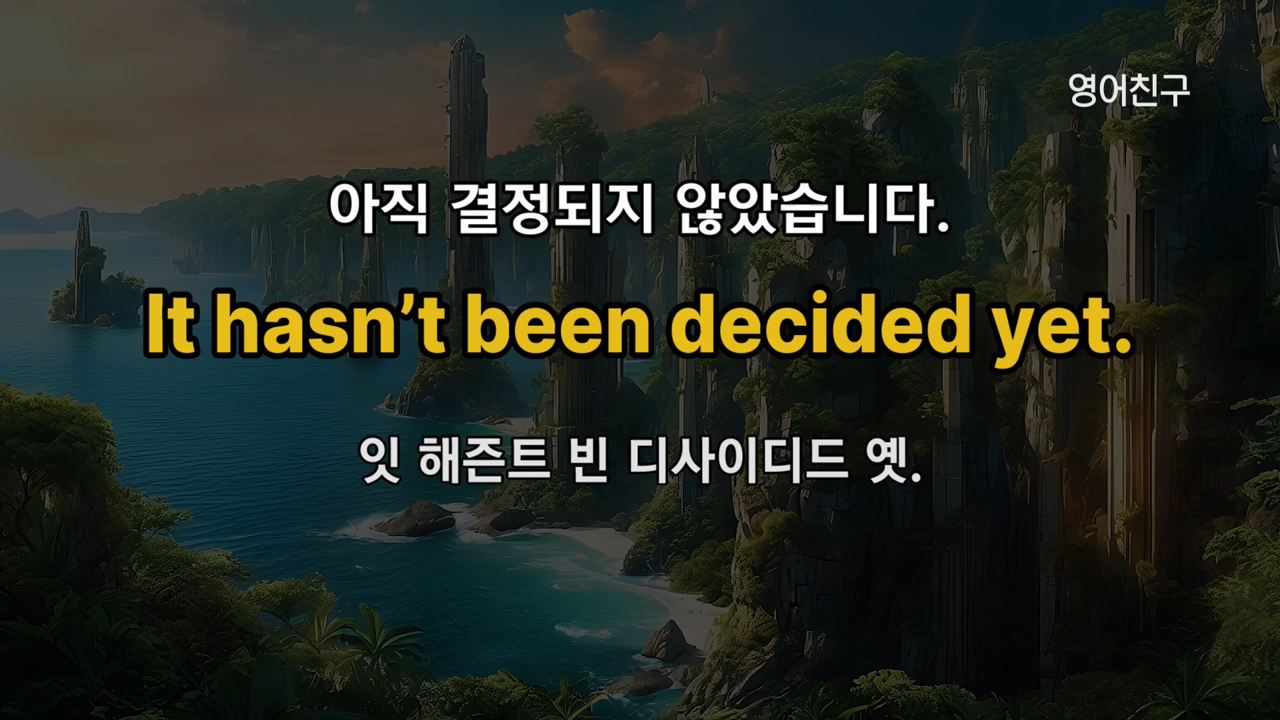 영어친구
아직 결정되지 않았습니다.
It hasn’t been decided yet.
잇 해즌트 빈 디사이디드 옛.